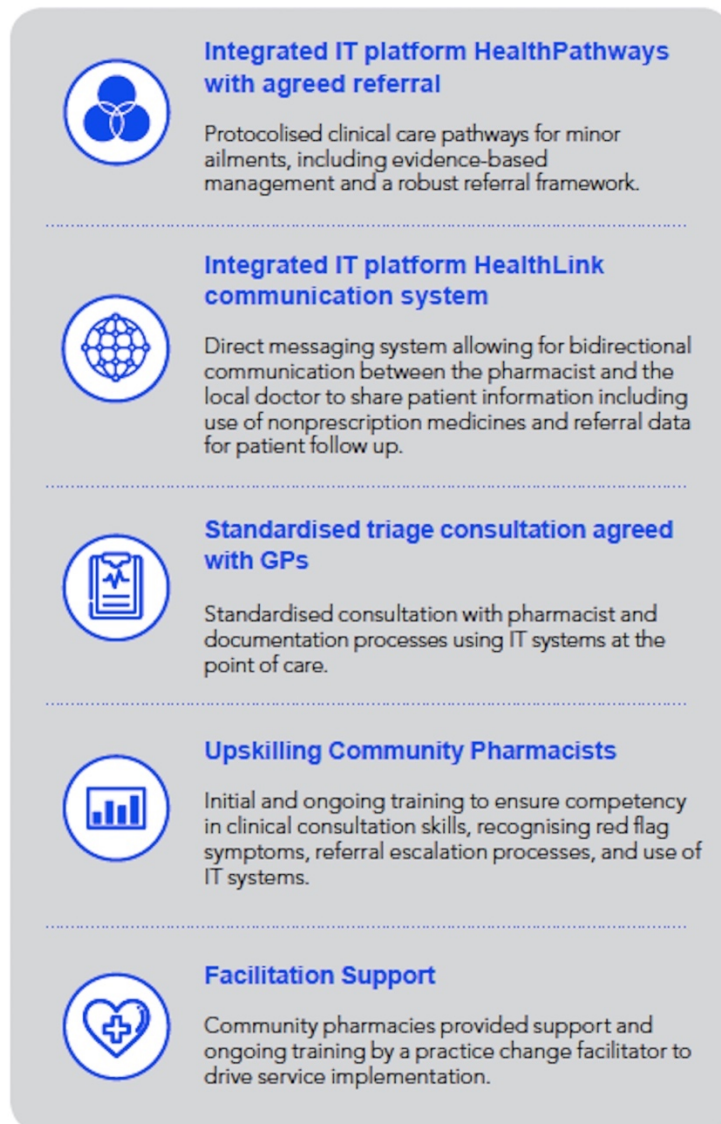 Integrated IT platform HealthPathways
with agreed referral
Protocolised clinical care pathways for minor
ailments, including evidence-based
management and a robust referral framework.
Integrated IT platform HealthLink
communication system
Direct messaging system allowing for bidirectional
communication between the pharmacist and the
local doctor to share patient information including
use of nonprescription medicines and referral data
for patient follow up.
Standardised triage consultation agreed
with GPs
Standardised consultation with pharmacist and
documentation processes using IT systems at the
point of care.
Upskilling Community Pharmacists
Initial and ongoing training to ensure competency
in clinical consultation skills, recognising red flag
symptoms, referral escalation processes, and use of
IT systems.
Facilitation Support
Community pharmacies provided support and
ongoing training by a practice change facilitator to
drive service implementation.